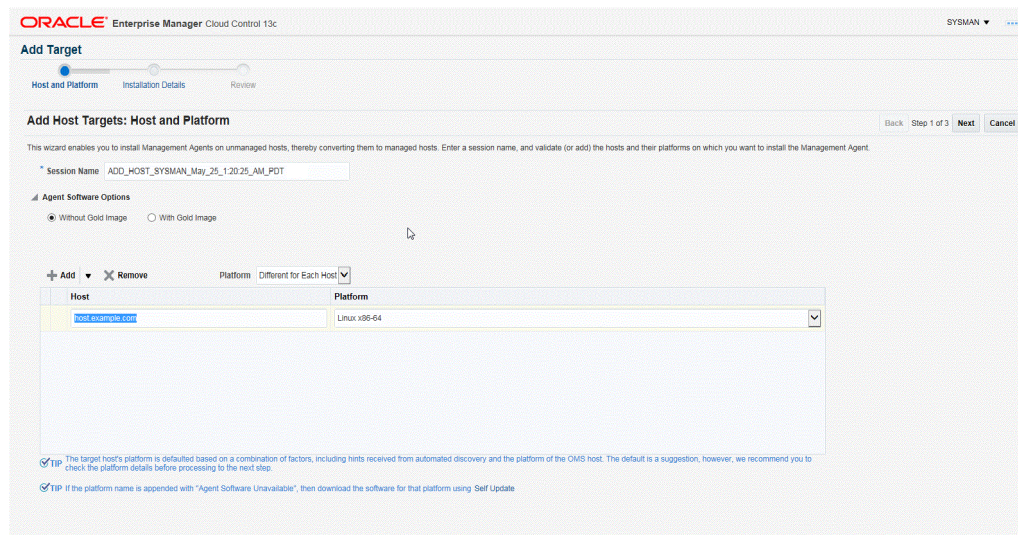 ORACLE Enterprise Manager Cloud Control 13c
SYSMAN
Add Target
Host and Platform
Installation Details
Review
Add Host Targets: Host and Platform
Back Step 1 of 3 Next Cancel
This wizard enables you to install Management Agents on unmanaged hosts, thereby converting them to managed hosts. Enter a session name, and validate (or add) the hosts and their platforms on which you want to install the Management Agent.
* Session Name ADD_HOST_SYSMAN_May_25_1:20:25_AM_PDT
Agent Software Options
Without Gold Image With Gold Image
Add Remove Platform Different for Each Host
Host Platform
host.example.com Linux x86-64
TIP The target host's platform is defaulted based on a combination of factors, including hints received from automated discovery and the platform of the OMS host. The default is a suggestion, however, we recommend you to
check the platform details before processing to the next step.
TIP If the platform name is appended with "Agent Software Unavailable", then download the software for that platform using Self Update